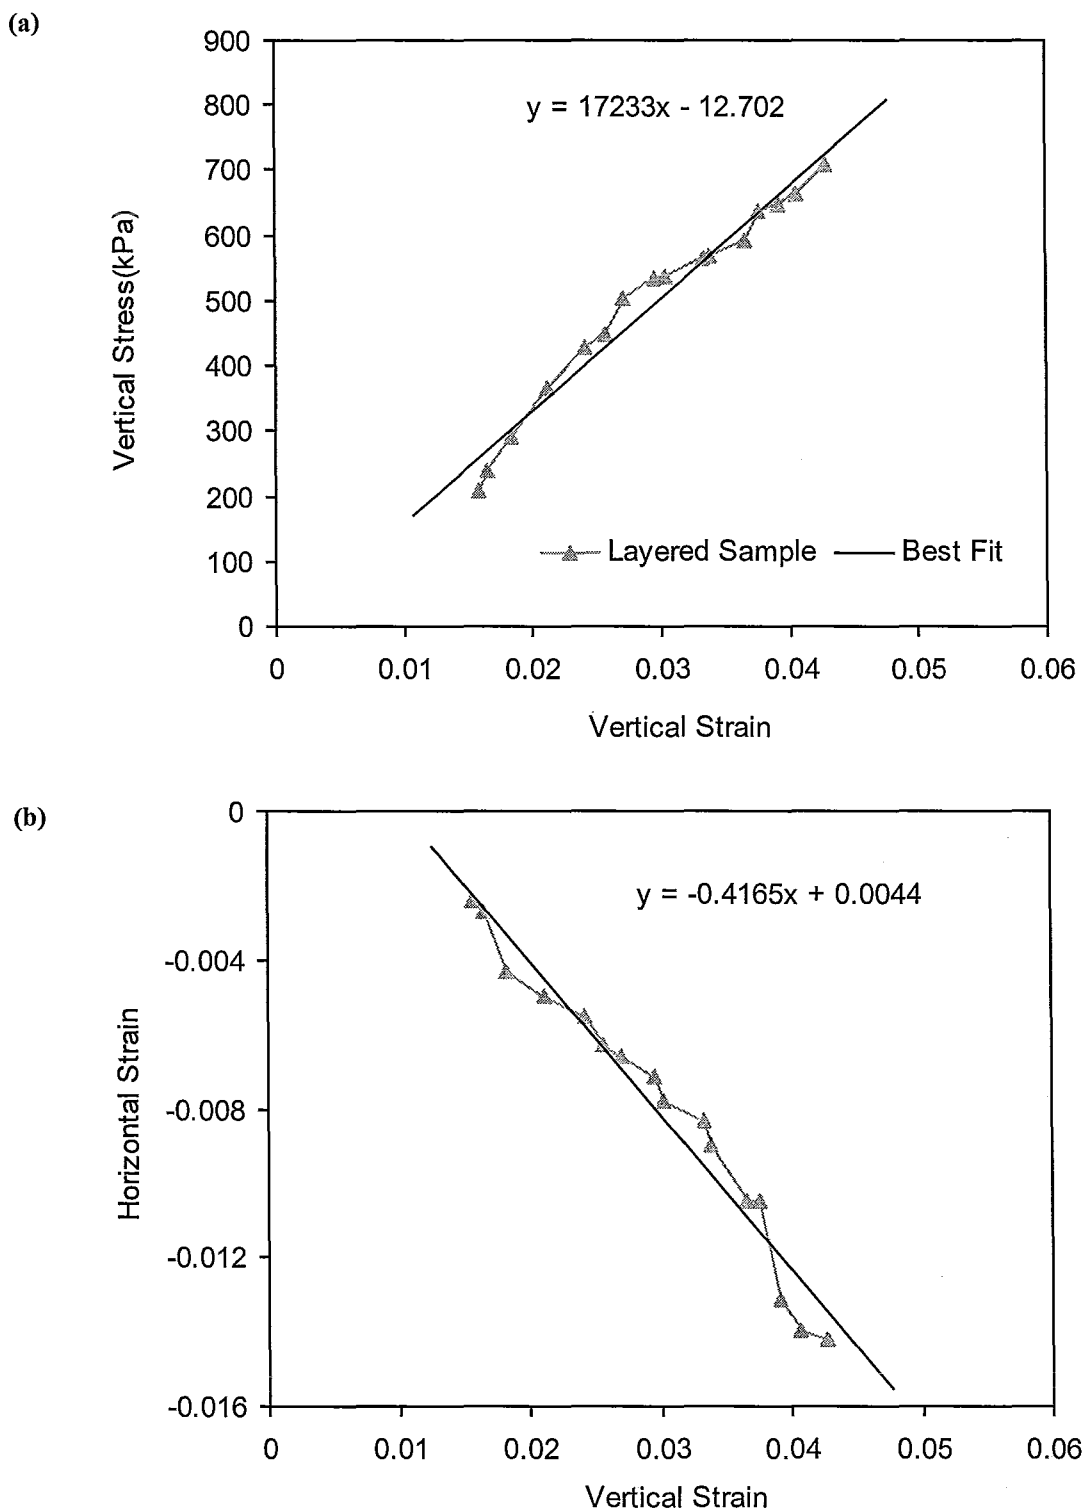 (a)
900
800
700
600
500
400
300
200
100
0
Vertical Stress(kPa)
y = 17233x - 12.702
Layered Sample Best Fit
0 0.01 0.02 0.03 0.04 0.05 0.06
Vertical Strain
(b)
0
-0.004
-0.008
-0.012
-0.016
Horizontal Strain
y = -0.4165x + 0.0044
0 0.01 0.02 0.03 0.04 0.05 0.06
Vertical Strain